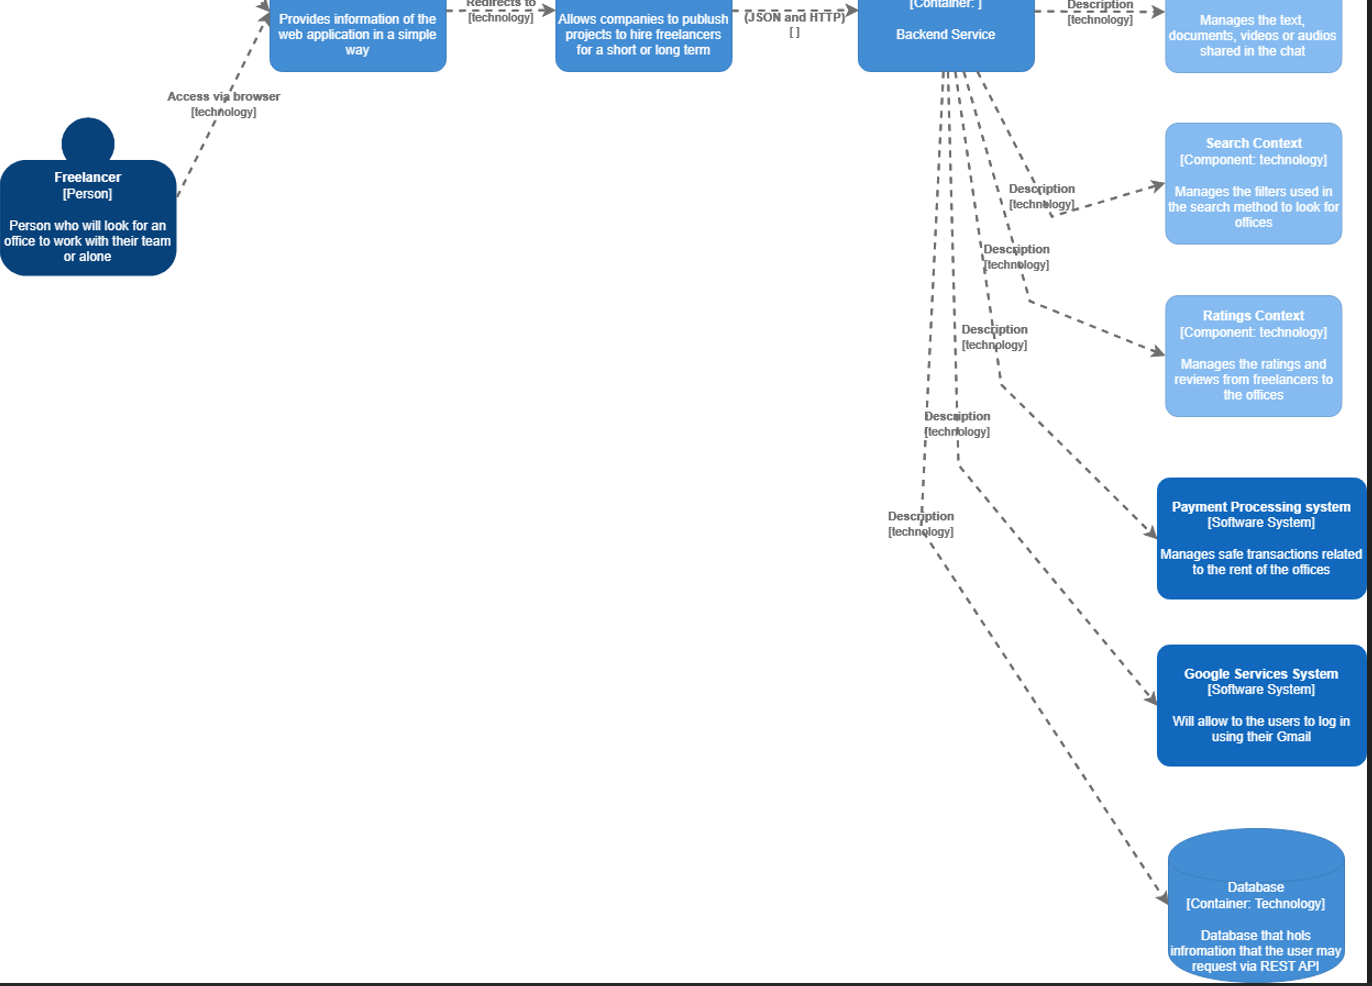 Provides information of the
web application in a simple
way
Redirects to
[technology]
Allows companies to publush
projects to hire freelancers
for a short or long term
(JSON and HTTP)
[ ]
[Container: ]
Backend Service
Description
[technology]
Manages the text,
documents, videos or audios
shared in the chat
Access via browser
[technology]
Freelancer
[Person]
Person who will look for an
office to work with their team
or alone
Search Context
[Component: technology]
Manages the filters used in
the search method to look for
offices
Description
[technology]
Description
[technology]
Ratings Context
[Component: technology]
Manages the ratings and
reviews from freelancers to
the offices
Description
[technology]
Description
[technology]
Payment Processing system
[Software System]
Manages safe transactions related
to the rent of the offices
Description
[technology]
Google Services System
[Software System]
Will allow to the users to log in
using their Gmail
Database
[Container: Technology]
Database that hols
infromation that the user may
request via REST API